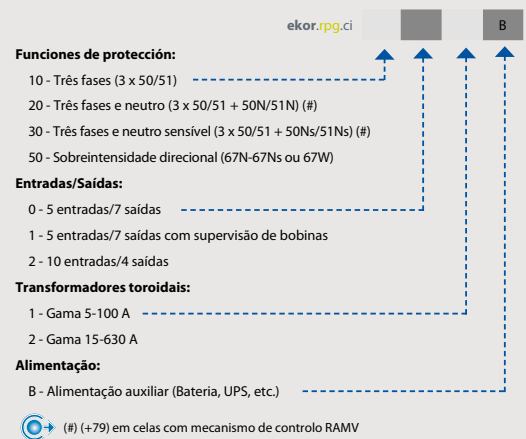 ekor.rpg.ci B
Funciones de protección:
10 - Três fases (3 x 50/51)
20 - Três fases e neutro (3 x 50/51 + 50N/51N) (#)
30 - Três fases e neutro sensível (3 x 50/51 + 50Ns/51Ns) (#)
50 - Sobreintensidade direcional (67N-67Ns ou 67W)
Entradas/Saídas:
0 - 5 entradas/7 saídas
1 - 5 entradas/7 saídas com supervisão de bobinas
2 - 10 entradas/4 saídas
Transformadores toroidais:
1 - Gama 5-100 A
2 - Gama 15-630 A
Alimentação:
B - Alimentação auxiliar (Bateria, UPS, etc.)
(#) (+79) em celas com mecanismo de controlo RAMV